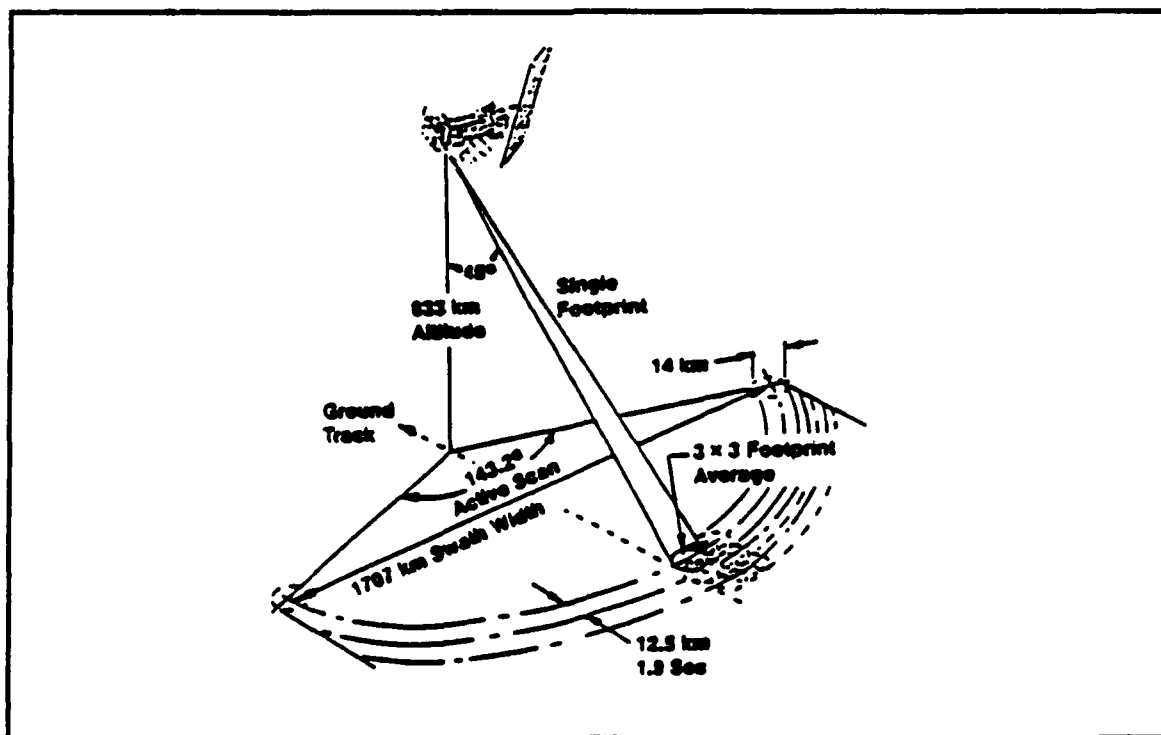 45°
833 km
Altitude
Single
Footprint
14 km
Ground
Track
143.2°
Active Scan
3 × 3 Footprint
Average
1707 km Swath Width
12.5 km
1.9 Sec